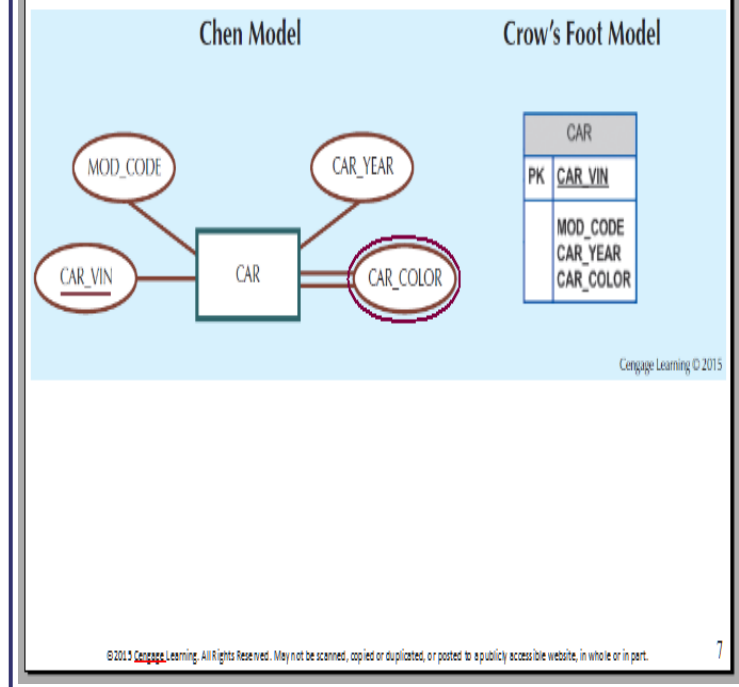 Chen Model
Crow's Foot Model
MOD_CODE
CAR_YEAR
CAR_VIN
CAR
CAR_COLOR
CAR
PK CAR_VIN
MOD_CODE
CAR_YEAR
CAR_COLOR
Cengage Learning © 2015
©2015 Cengage Learning. All Rights Reserved. May not be scanned, copied or duplicated, or posted to a publicly accessible website, in whole or in part.
7